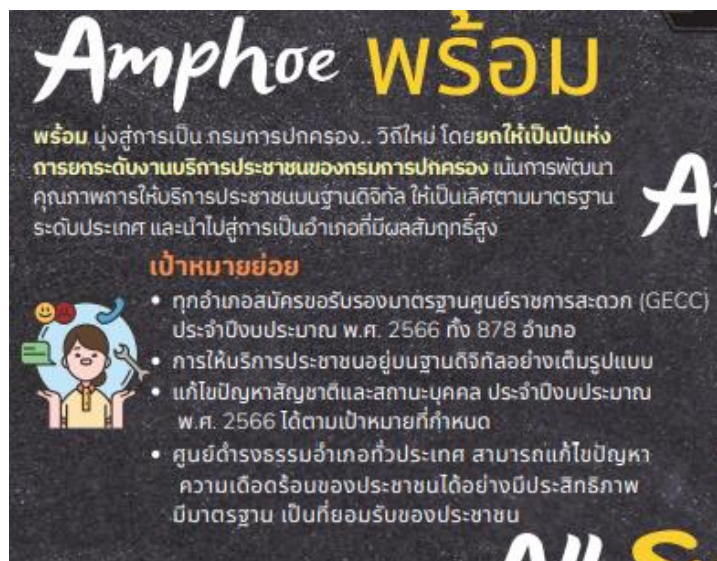 Amphoe พร้อม
พร้อม มุ่งสู่การเป็น กรมการปกครอง.. วิถีใหม่ โดยยกให้เป็นปีแห่ง
การยกระดับงานบริการประชาชนของกรมการปกครอง เน้นการพัฒนา
คุณภาพการให้บริการประชาชนบนฐานดิจิทัล ให้เป็นเลิศตามมาตรฐาน
ระดับประเทศ และนำไปสู่การเป็นอำเภอที่มีผลสัมฤทธิ์สูง
เป้าหมายย่อย
• ทุกอำเภอสมัครขอรับรองมาตรฐานศูนย์ราชการสะดวก (GECC)
ประจำปีงบประมาณ พ.ศ. 2566 ทั้ง 878 อำเภอ
• การให้บริการประชาชนอยู่บนฐานดิจิทัลอย่างเต็มรูปแบบ
• แก้ไขปัญหาสัญชาติและสถานะบุคคล ประจำปีงบประมาณ
พ.ศ. 2566 ได้ตามเป้าหมายที่กำหนด
• ศูนย์ดำรงธรรมอำเภอทั่วประเทศ สามารถแก้ไขปัญหา
ความเดือดร้อนของประชาชนได้อย่างมีประสิทธิภาพ
มีมาตรฐาน เป็นที่ยอมรับของประชาชน